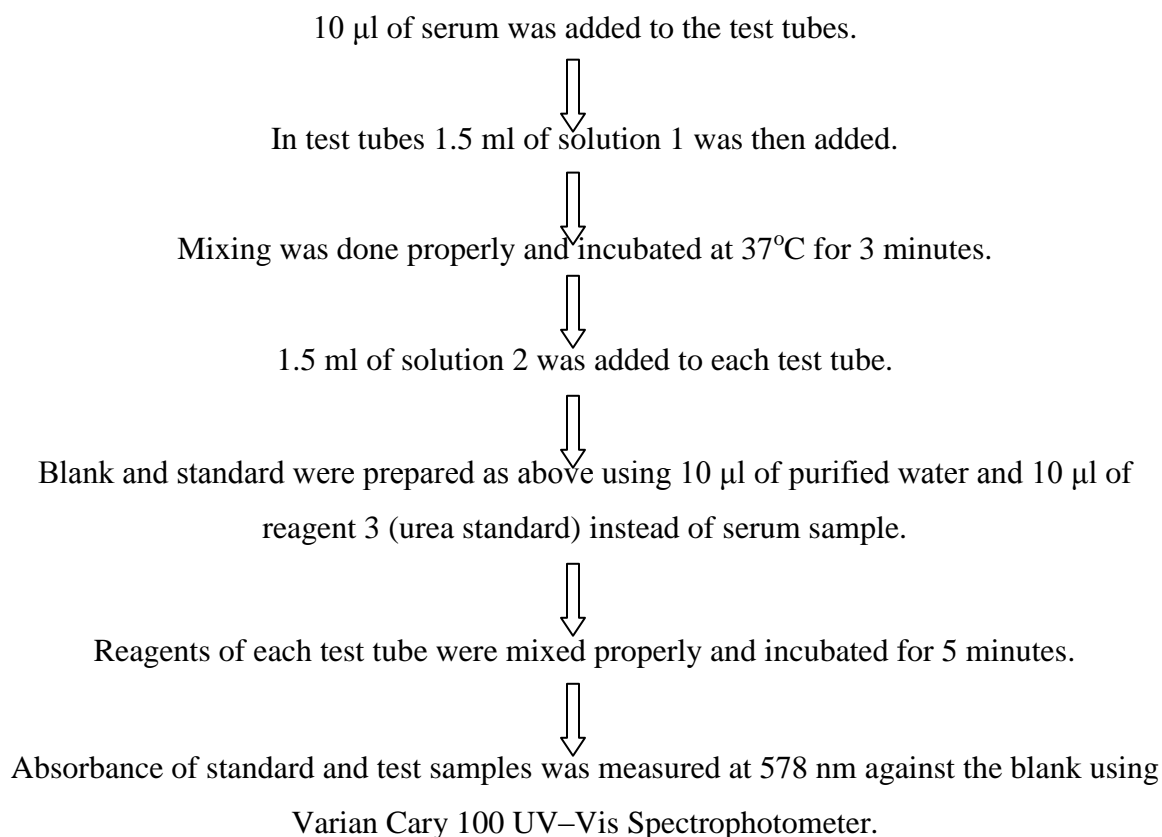 10 μl of serum was added to the test tubes.
In test tubes 1.5 ml of solution 1 was then added.
Mixing was done properly and incubated at 37°C for 3 minutes.
1.5 ml of solution 2 was added to each test tube.
Blank and standard were prepared as above using 10 μl of purified water and 10 μl of
reagent 3 (urea standard) instead of serum sample.
Reagents of each test tube were mixed properly and incubated for 5 minutes.
Absorbance of standard and test samples was measured at 578 nm against the blank using
Varian Cary 100 UV–Vis Spectrophotometer.